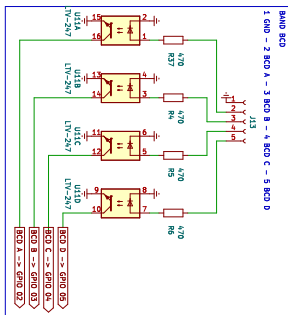 BAND BCD
1 GND - 2 BCD A - 3 BCD B - 4 BCD C - 5 BCD D
U11A
LTV-247
15
16
2
1
470
R37
U11B
LTV-247
13
14
4
3
470
R4
U11C
LTV-247
11
12
6
5
470
R5
U11D
LTV-247
9
10
8
7
470
R6
J13
1
2
3
4
5
BCD A -> GPIO 02
BCD B -> GPIO 03
BCD C -> GPIO 04
BCD D -> GPIO 05